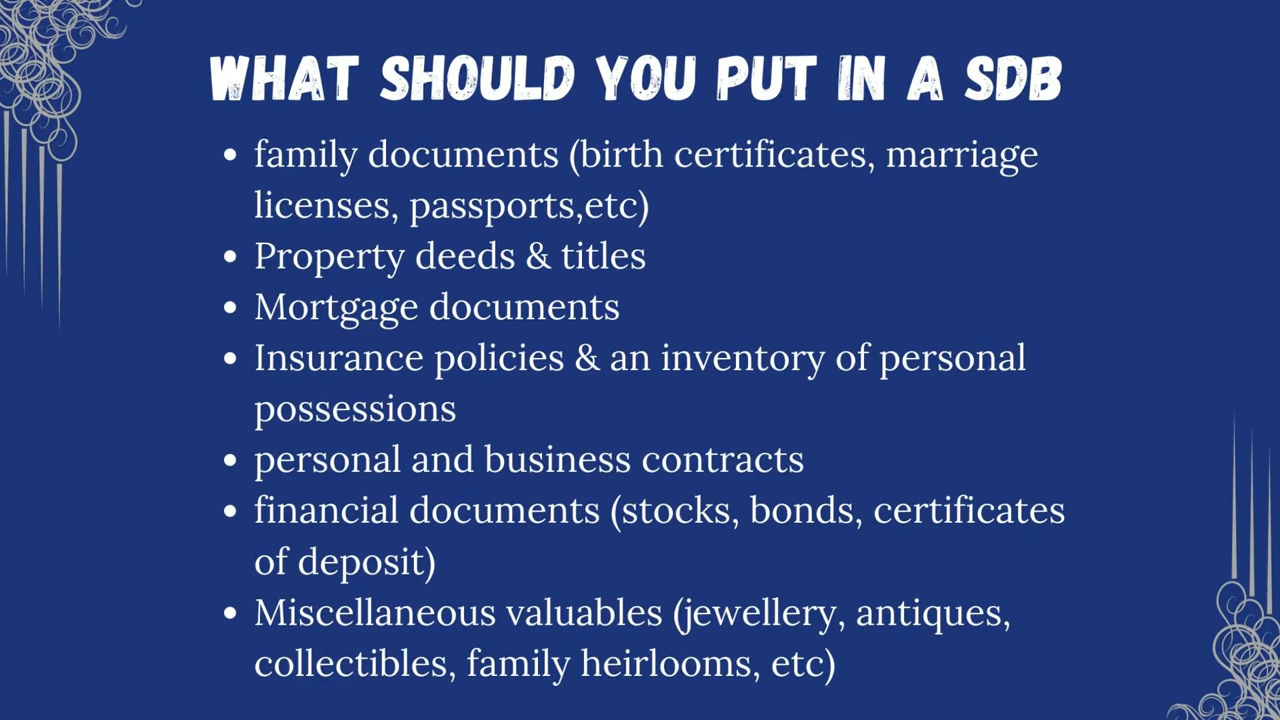 WHAT SHOULD YOU PUT IN A SDB
• family documents (birth certificates, marriage
licenses, passports,etc)
• Property deeds & titles
• Mortgage documents
• Insurance policies & an inventory of personal
possessions
• personal and business contracts
• financial documents (stocks, bonds, certificates
of deposit)
• Miscellaneous valuables (jewellery, antiques,
collectibles, family heirlooms, etc)